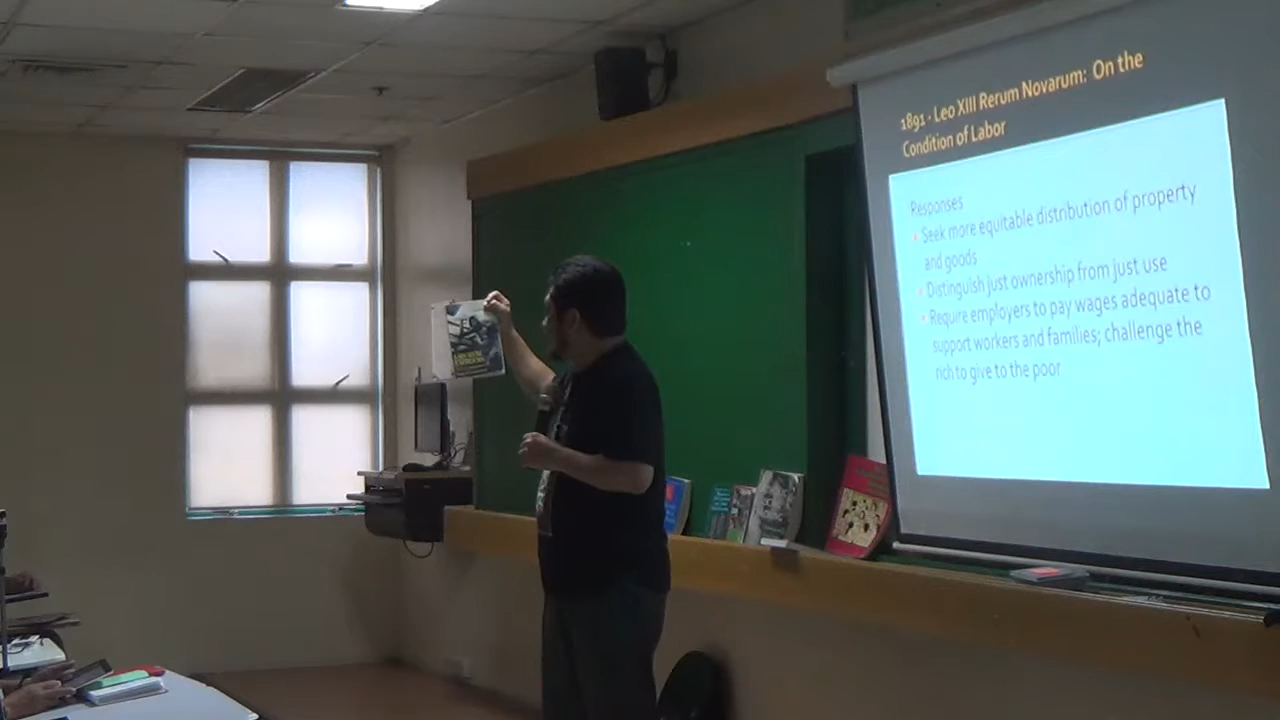 1891 - Leo XIII Rerum Novarum: On the
Condition of Labor
Responses
Seek more equitable distribution of property
and goods
Distinguish just ownership from just use
Require employers to pay wages adequate to
support workers and families; challenge the
rich to give to the poor